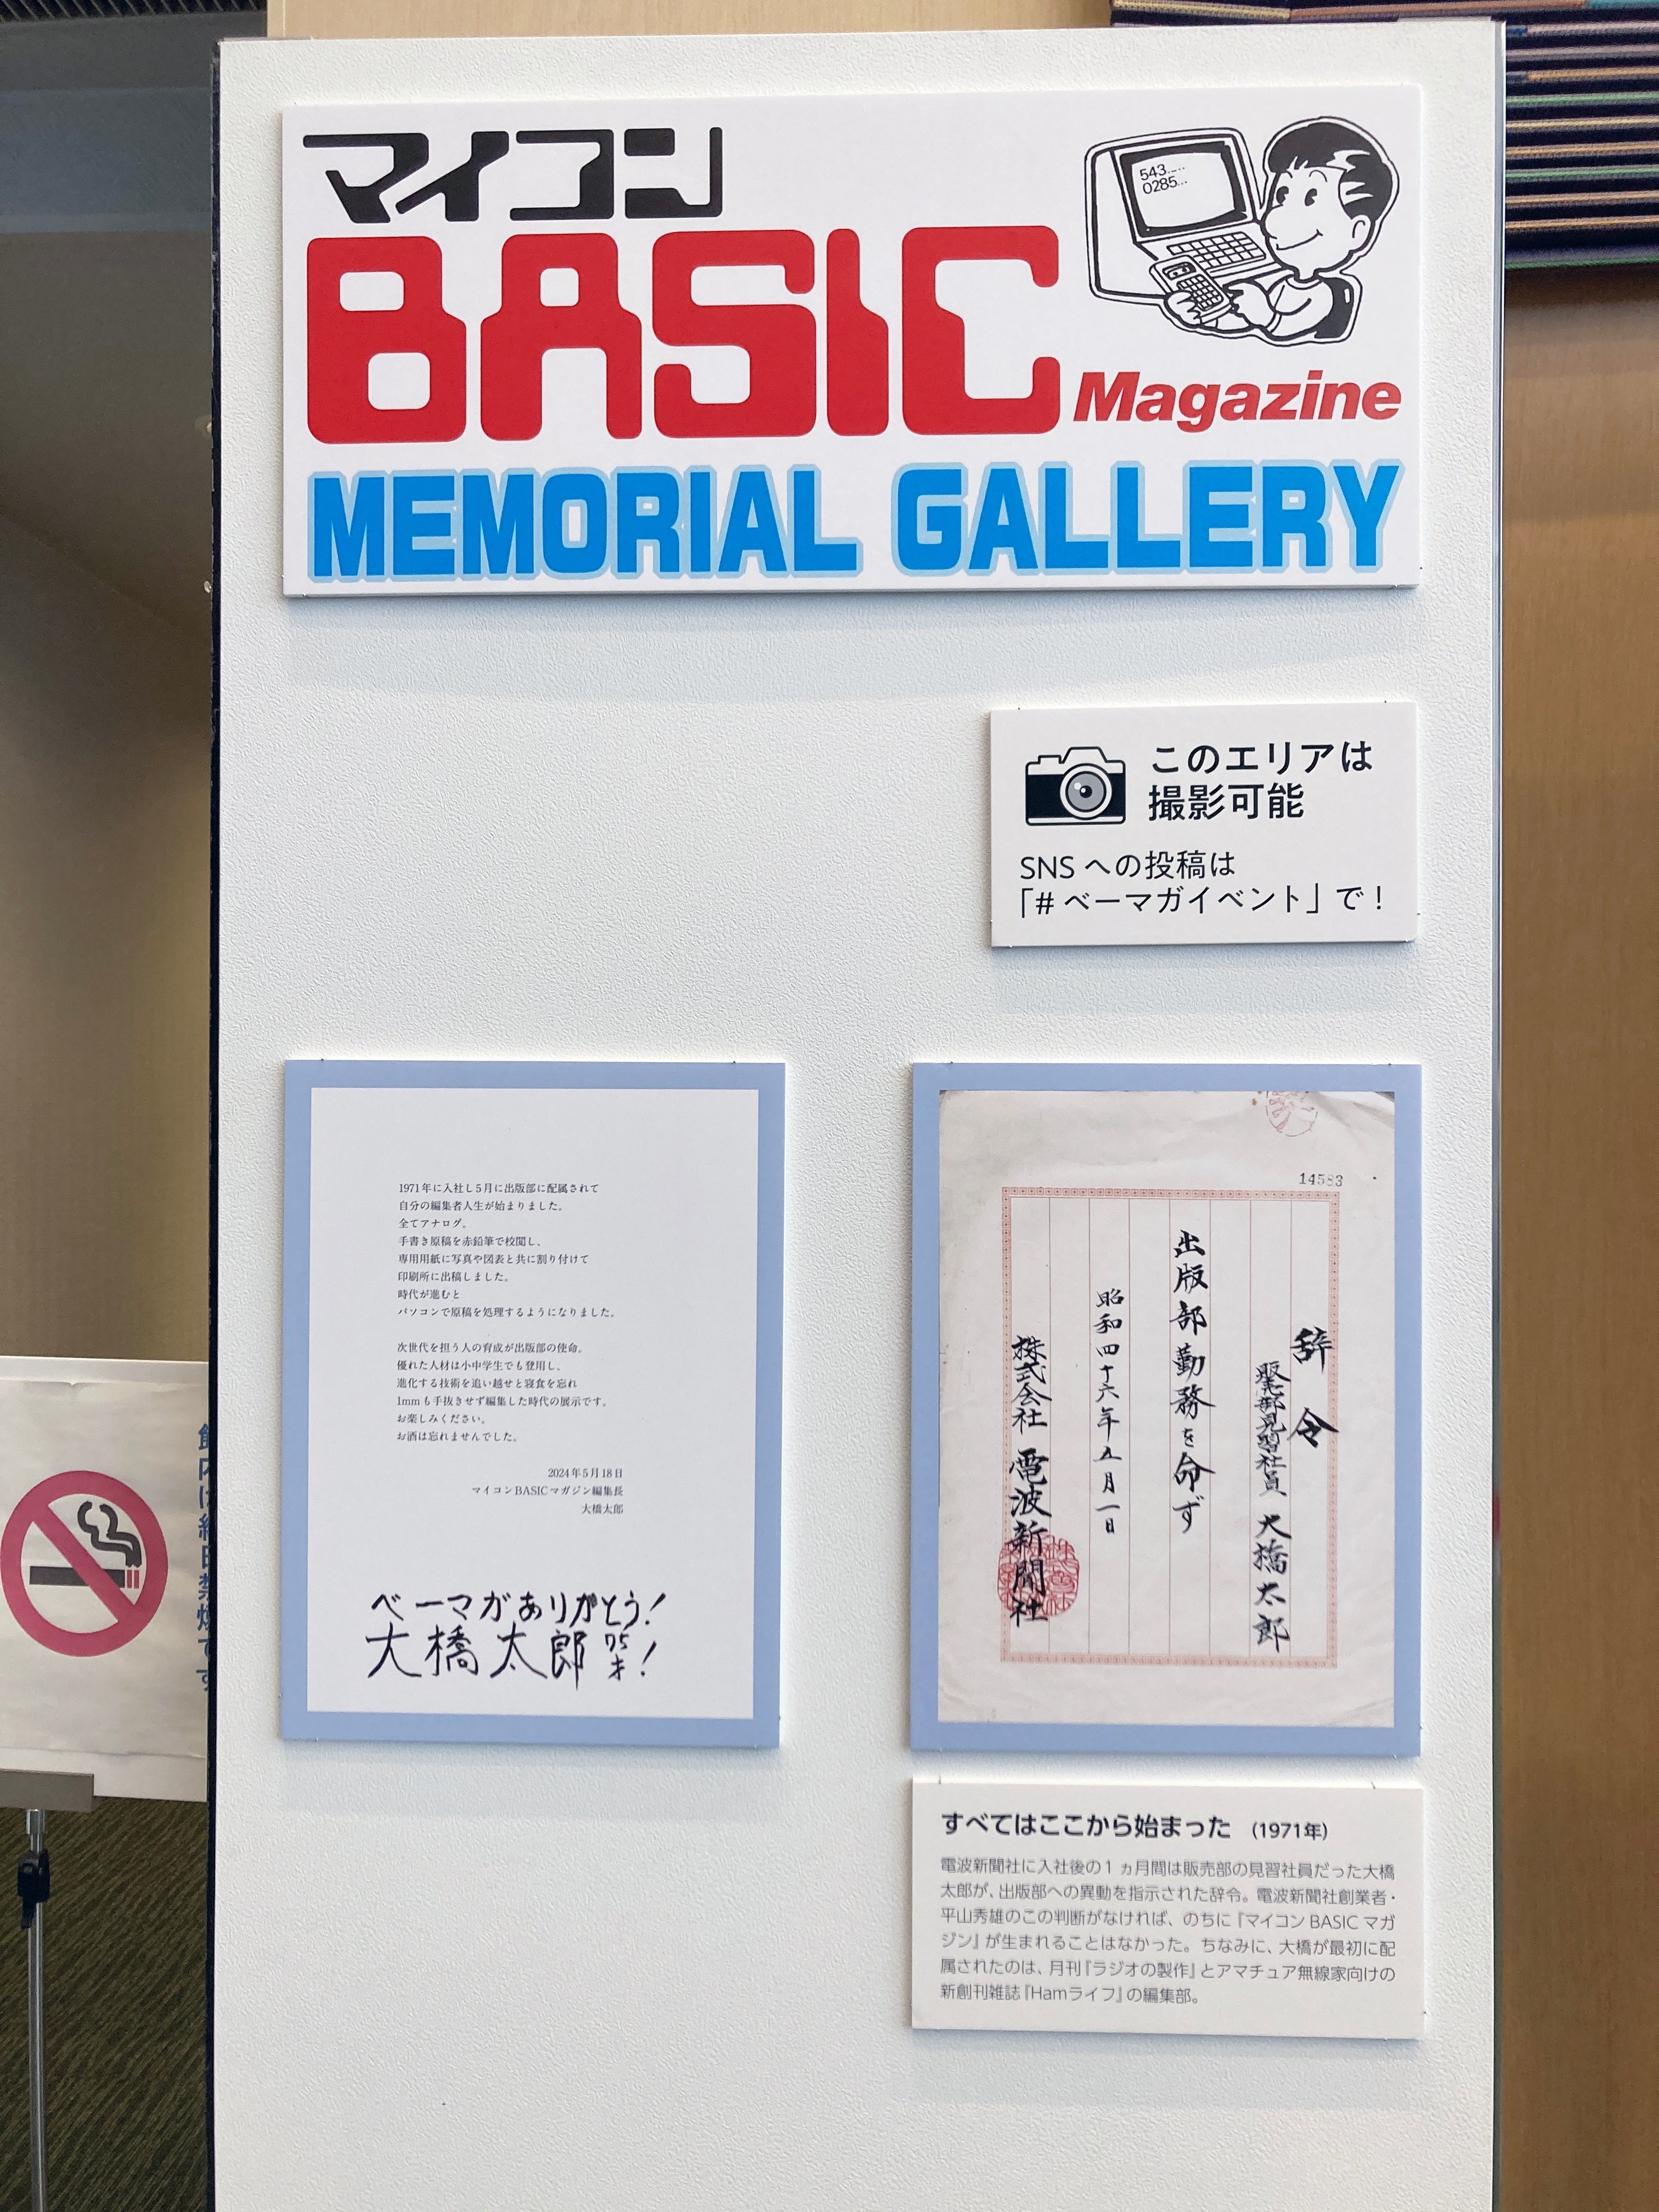 マイコン
BASIC
Magazine
543....
0285...
MEMORIAL GALLERY
このエリアは
撮影可能
SNSへの投稿は
「#ベーマガイベント」で!
1971年に入社し5月に出版部に配属されて
自分の編集者人生が始まりました。
全てアナログ。
手書き原稿を赤鉛筆で校閲し、
専用用紙に写真や図表と共に割り付けて
印刷所に出稿しました。
時代が進むと
パソコンで原稿を処理するようになりました。
次世代を担う人の育成が出版部の使命。
優れた人材は小中学生でも登用し、
進化する技術を追い越せと寝食を忘れ
1mmも手抜きせず編集した時代の展示です。
お楽しみください。
お酒は忘れませんでした。
2024年5月18日
マイコンBASICマガジン編集長
大橋太郎
ベーマガありがとう!
大橋太郎 75才!
14583
辞令
販売部見習社員 大橋太郎
出版部勤務を命ず
昭和四十六年五月一日
株式会社 電波新聞社
すべてはここから始まった (1971年)
電波新聞社に入社後の1ヵ月間は販売部の見習社員だった大橋
太郎が、出版部への異動を指示された辞令。電波新聞社創業者・
平山秀雄のこの判断がなければ、のちに『マイコンBASICマガ
ジン』が生まれることはなかった。ちなみに、大橋が最初に配
属されたのは、月刊『ラジオの製作』とアマチュア無線家向けの
新創刊雑誌『Hamライフ』の編集部。